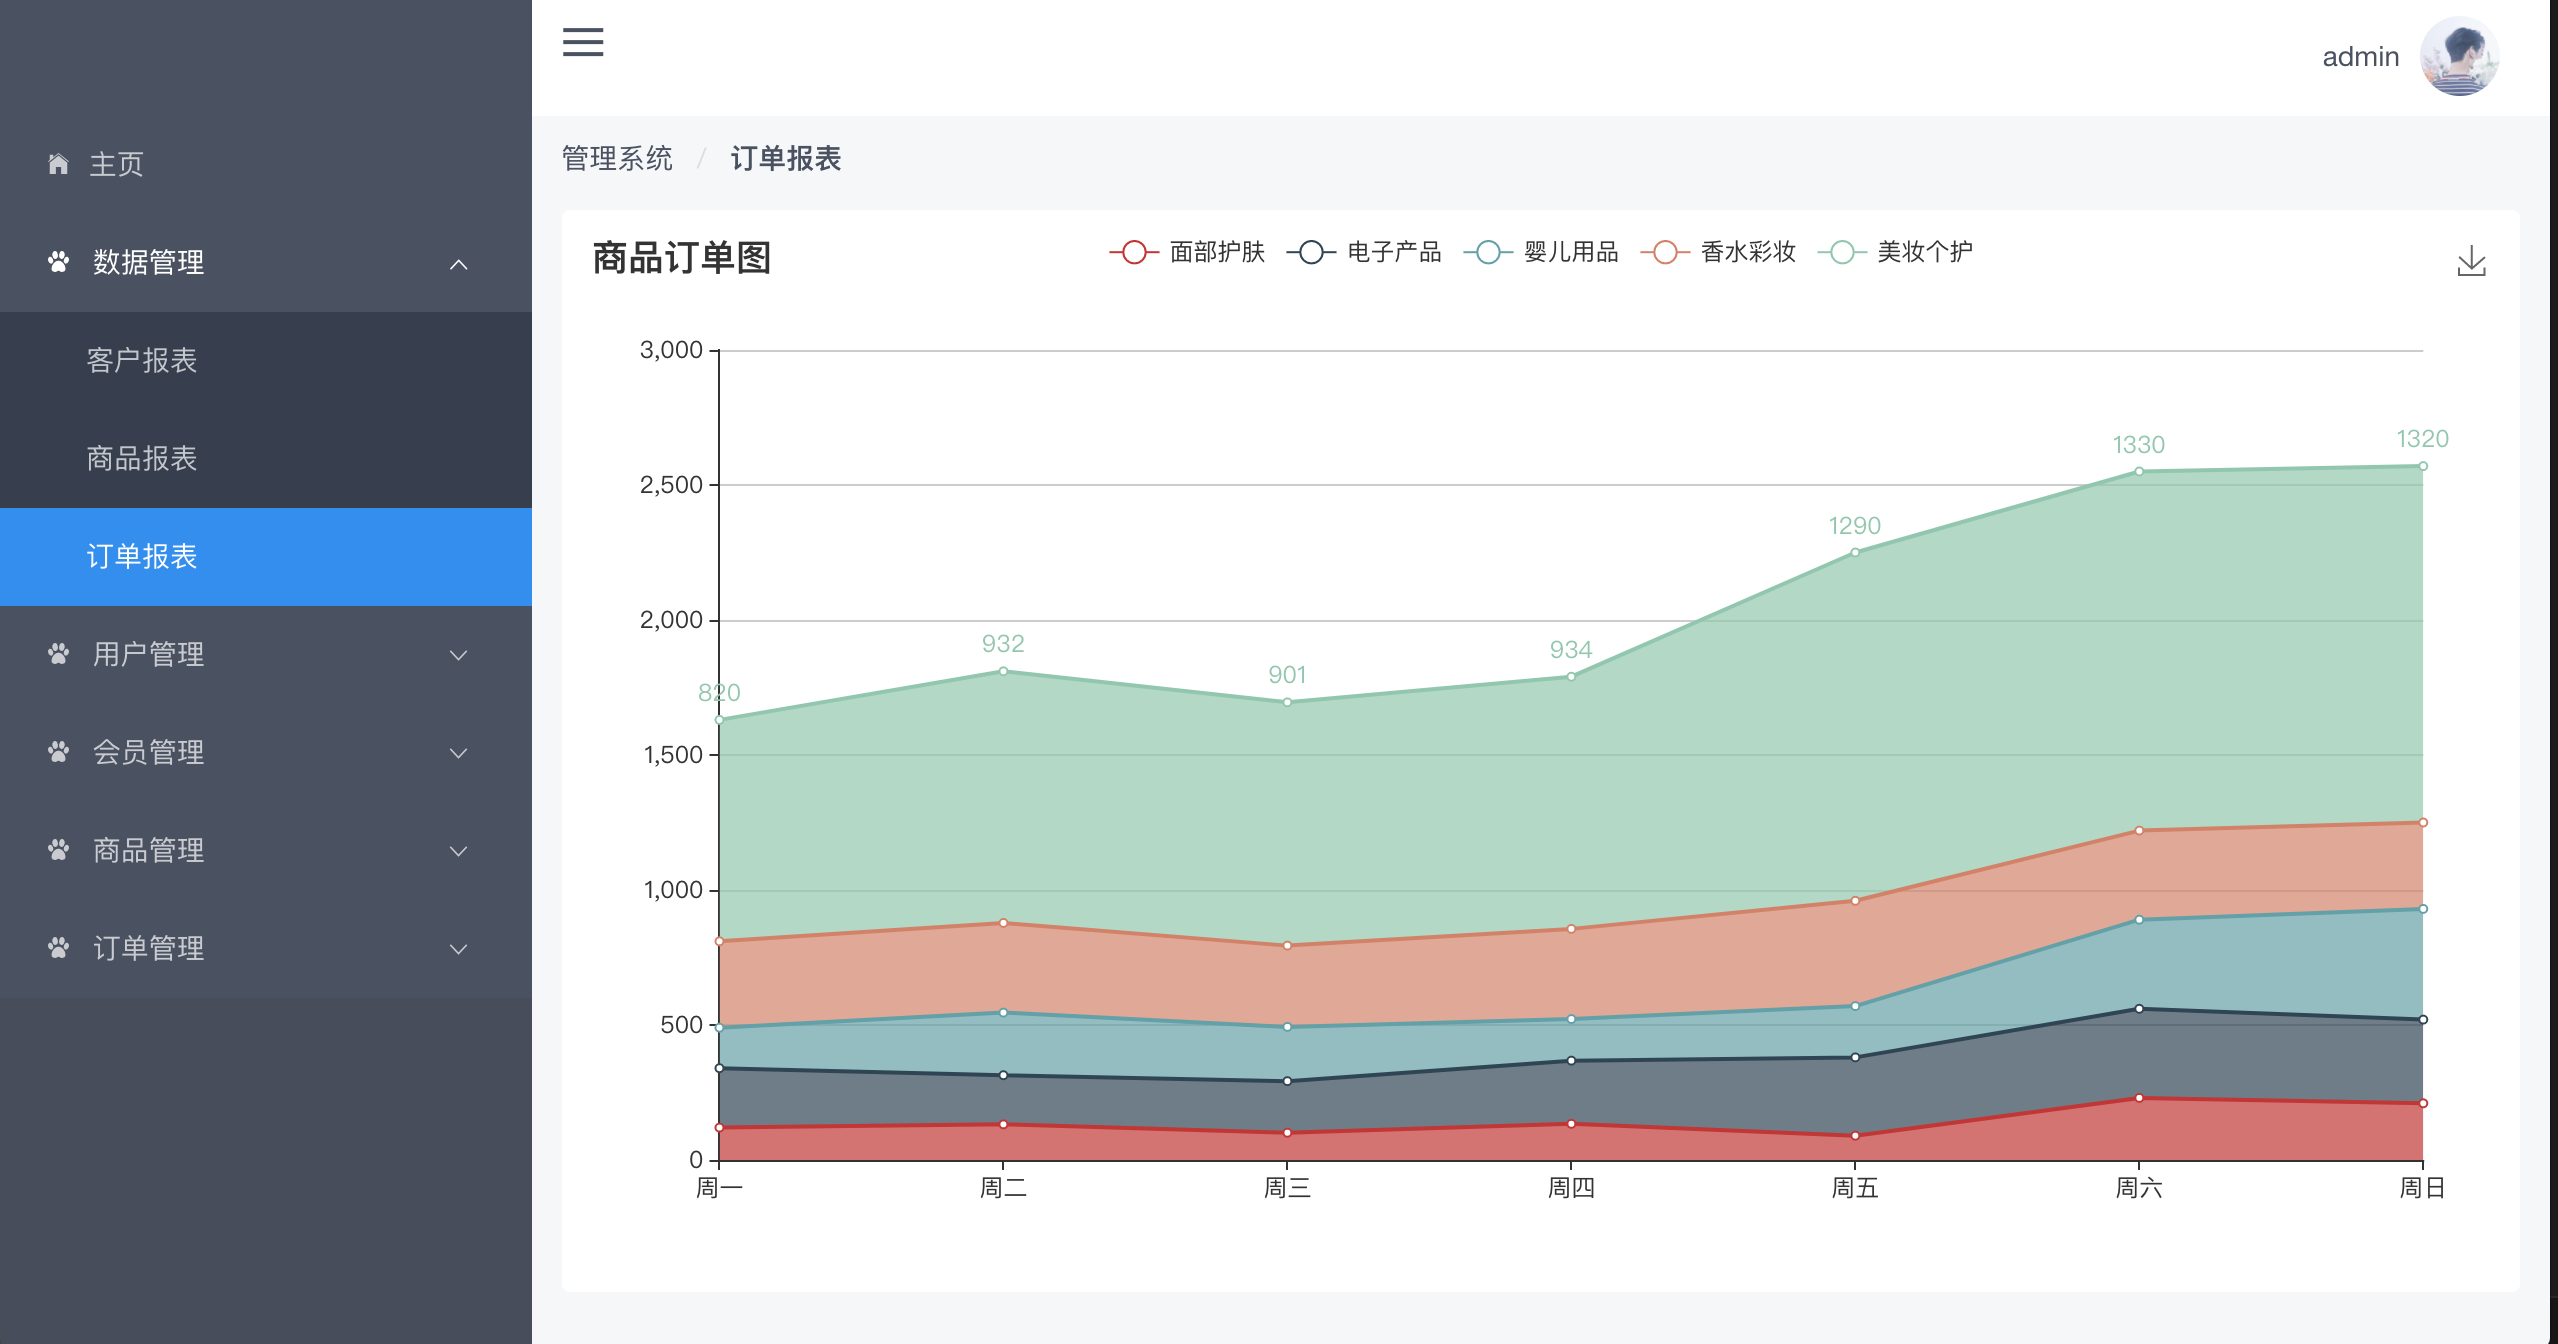 admin
主页
数据管理
客户报表
商品报表
订单报表
用户管理
会员管理
商品管理
订单管理
管理系统 / 订单报表
商品订单图
面部护肤 电子产品 婴儿用品 香水彩妆 美妆个护
3,000
2,500
2,000
1,500
1,000
500
0
820 932 901 934 1290 1330 1320
周一 周二 周三 周四 周五 周六 周日